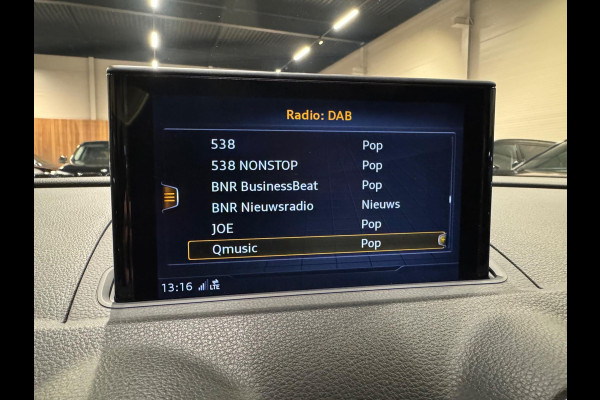 Radio: DAB
538 Pop
538 NONSTOP Pop
BNR BusinessBeat Pop
BNR Nieuwsradio Nieuws
JOE Pop
Qmusic Pop
13:16 LTE